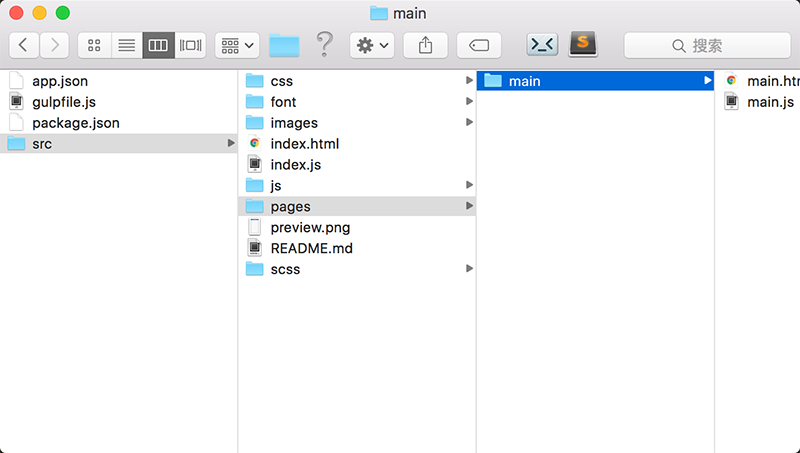 main
搜索
app.json
gulpfile.js
package.json
src
css
font
images
index.html
index.js
js
pages
preview.png
README.md
scss
main
main.htm
main.js